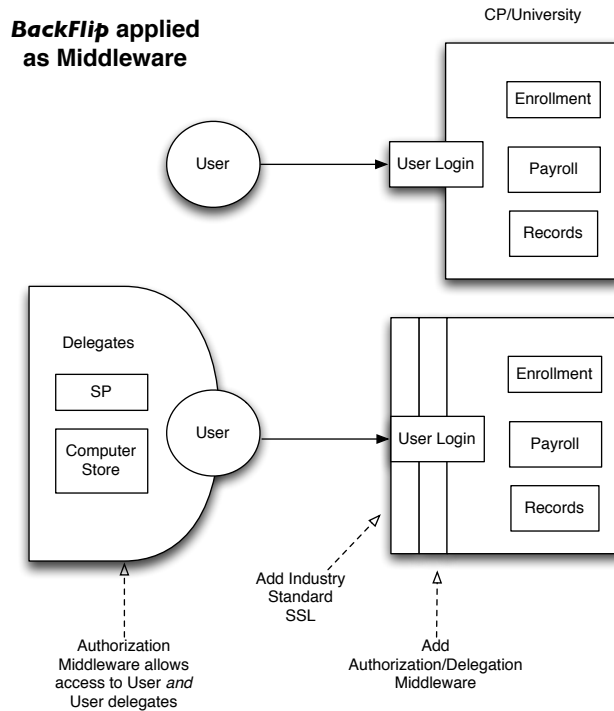 BackFlip applied
as Middleware
CP/University
Enrollment
User
User Login
Payroll
Records
Delegates
SP
Computer
Store
User
User Login
Enrollment
Payroll
Records
Add Industry
Standard
SSL
Authorization
Middleware allows
access to User and
User delegates
Add
Authorization/Delegation
Middleware